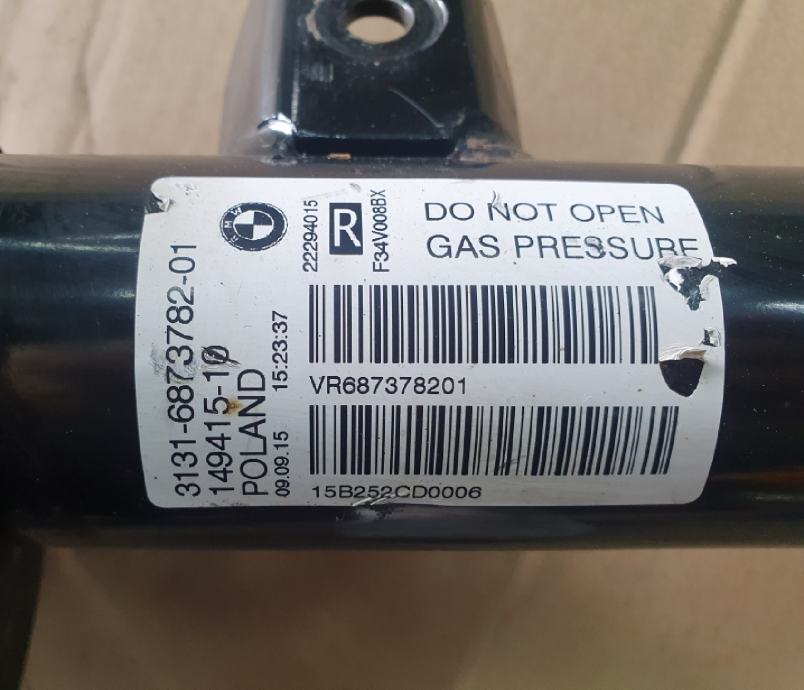 BMW
22294015
R
F34V008BX
DO NOT OPEN
GAS PRESSURE
3131-6873782-01
149415-10
POLAND
09.09.15 15:23:37
VR687378201
15B252CD0006